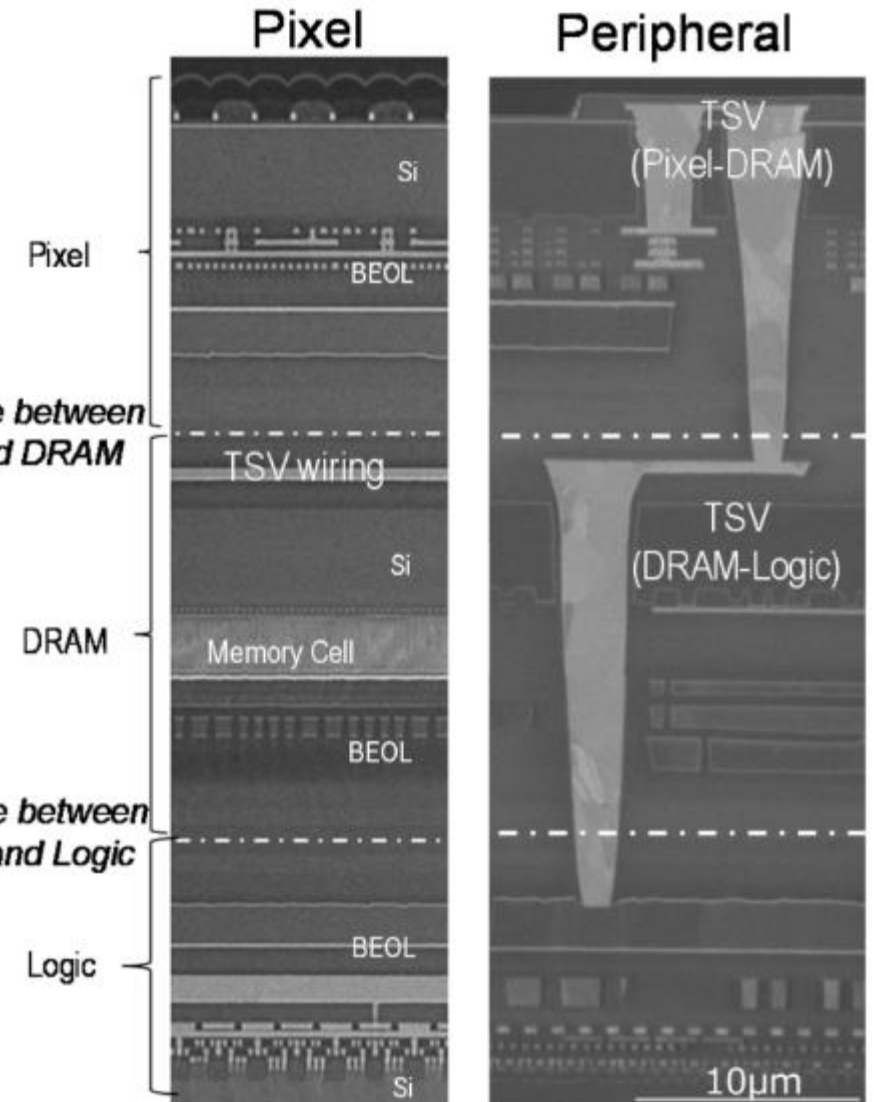 Pixel
Peripheral
TSV
(Pixel-DRAM)
Si
Pixel
BEOL
e between
d DRAM
TSV wiring
TSV
(DRAM-Logic)
Si
DRAM
Memory Cell
BEOL
e between
and Logic
BEOL
Logic
Si
10µm